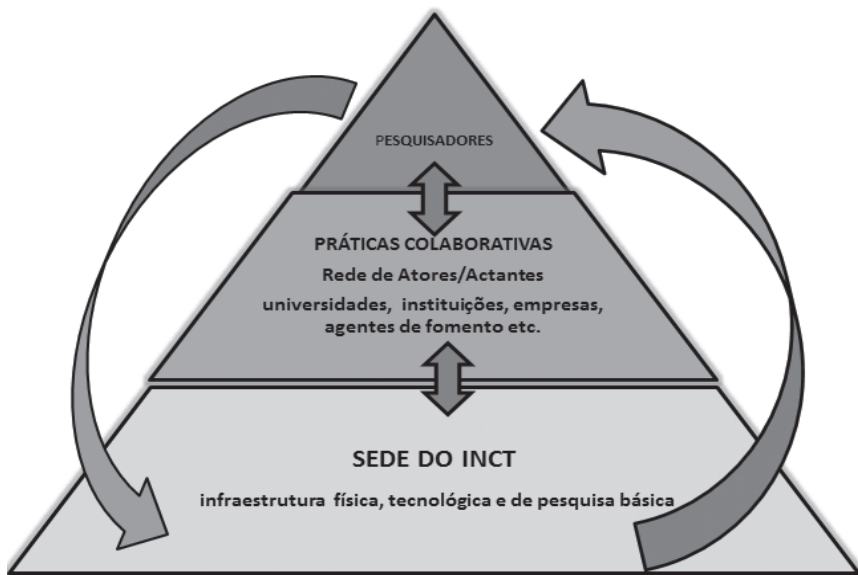 PESQUISADORES
PRÁTICAS COLABORATIVAS
Rede de Atores/Actantes
universidades, instituições, empresas,
agentes de fomento etc.
SEDE DO INCT
infraestrutura física, tecnológica e de pesquisa básica